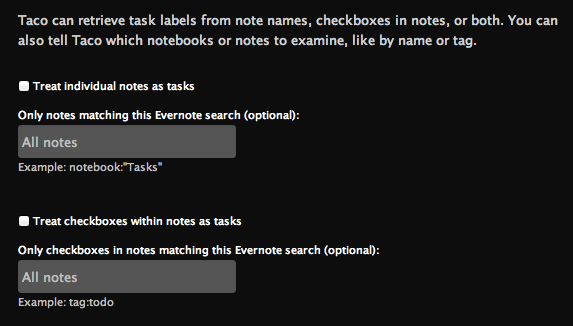 Taco can retrieve task labels from note names, checkboxes in notes, or both. You can
also tell Taco which notebooks or notes to examine, like by name or tag.
Treat individual notes as tasks
Only notes matching this Evernote search (optional):
All notes
Example: notebook:"Tasks"
Treat checkboxes within notes as tasks
Only checkboxes in notes matching this Evernote search (optional):
All notes
Example: tag:todo